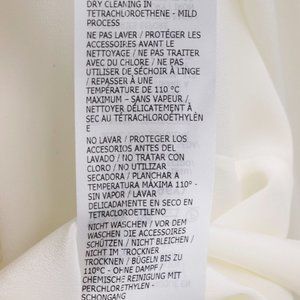 DRY CLEANING IN
TETRACHLOROETHENE - MILD
PROCESS
NE PAS LAVER / PROTÉGER LES
ACCESSOIRES AVANT LE
NETTOYAGE / NE PAS TRAITER
AVEC DU CHLORE / NE PAS
UTILISER DE SÉCHOIR À LINGE
/ REPASSER À UNE
TEMPÉRATURE DE 110 °C
MAXIMUM – SANS VAPEUR /
NETTOYER DÉLICATEMENT À
SEC AU TÉTRACHLOROÉTHYLÈN
E
NO LAVAR / PROTEGER LOS
ACCESORIOS ANTES DEL
LAVADO / NO TRATAR CON
CLORO / NO UTILIZAR
SECADORA / PLANCHAR A
TEMPERATURA MÁXIMA 110° -
SIN VAPOR / LAVAR
DELICADAMENTE EN SECO EN
TETRACLOROETILENO
NICHT WASCHEN / VOR DEM
WASCHEN DIE ACCESSOIRES
SCHÜTZEN / NICHT BLEICHEN /
NICHT IM TROCKNER
TROCKNEN / BÜGELN BIS ZU
110°C - OHNE DAMPF /
CHEMISCHE REINIGUNG MIT
PERCHLORETHYLEN -
SCHONGANG